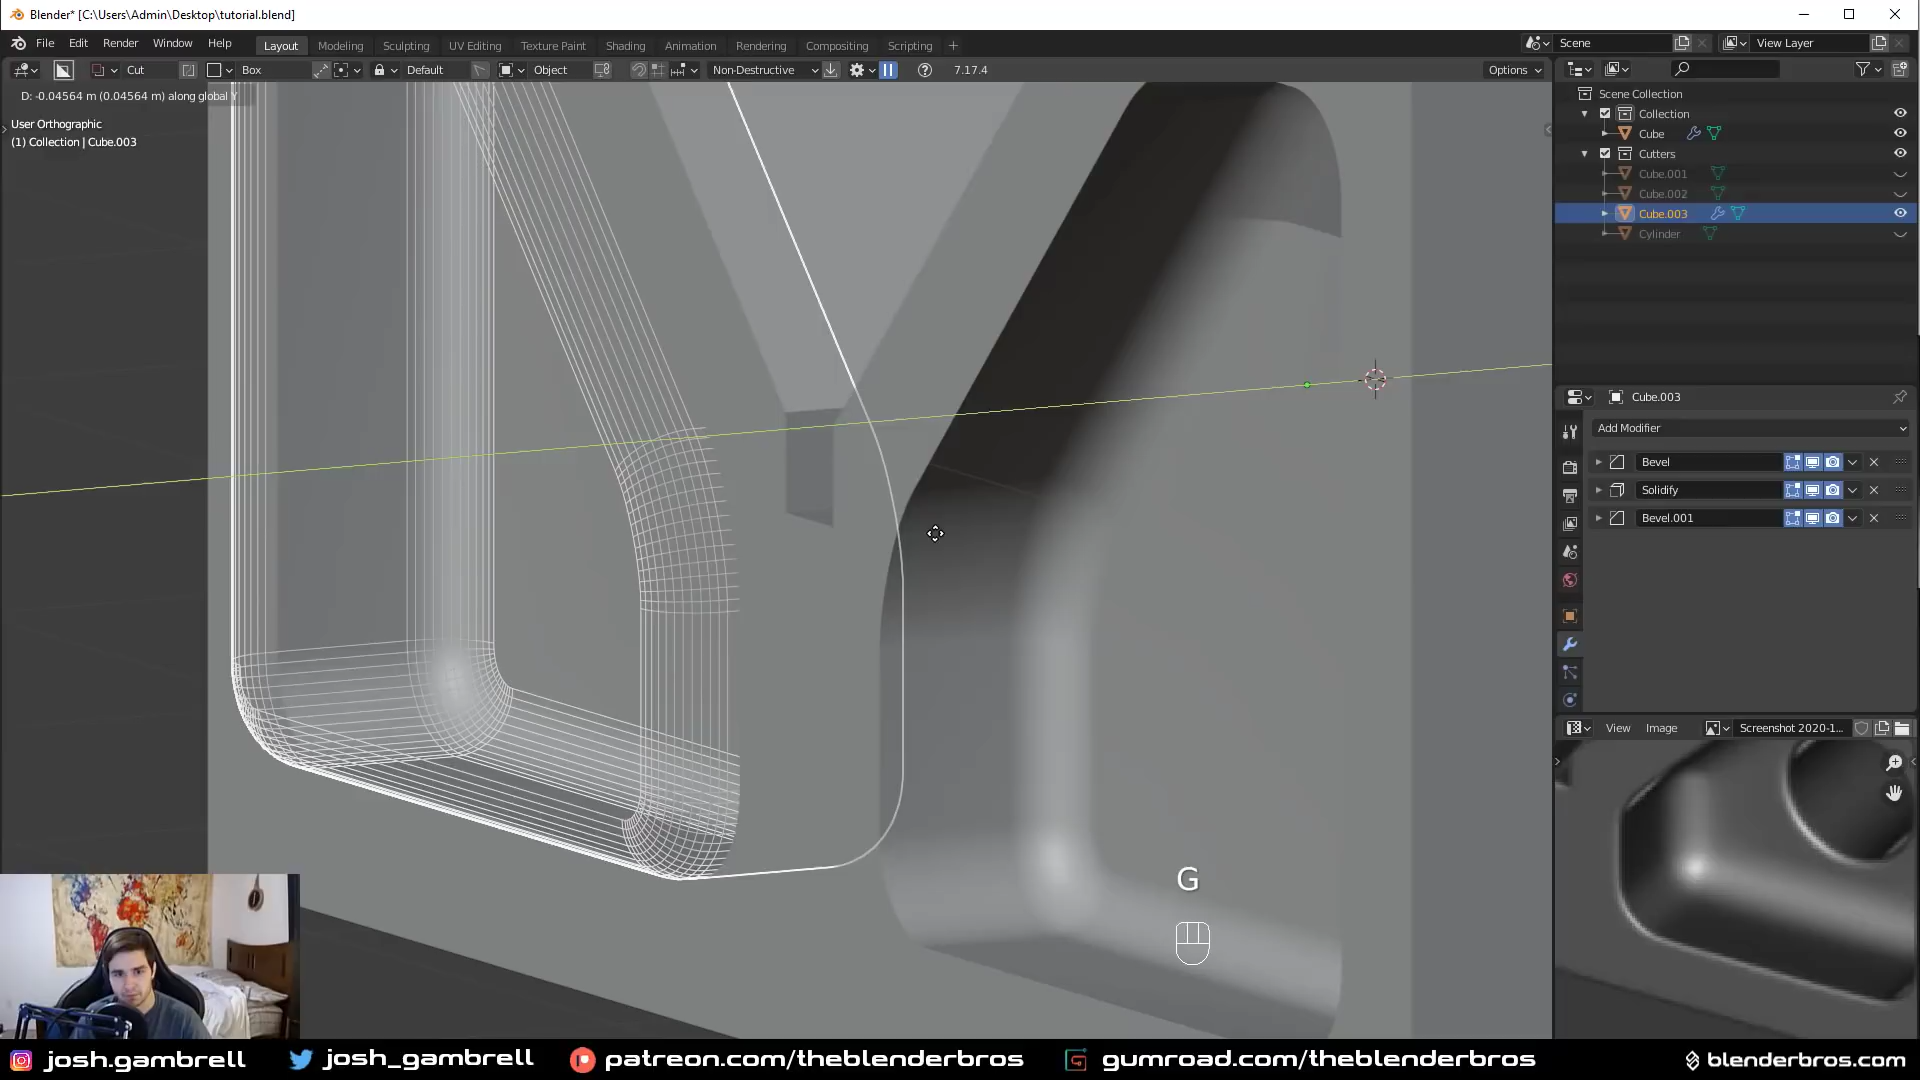 Blender* [C:\Users\Admin\Desktop\tutorial.blend]
File Edit Render Window Help
Layout Modeling Sculpting UV Editing Texture Paint Shading Animation Rendering Compositing Scripting +
Scene View Layer
Cut Box Default Object Non-Destructive 7.17.4 Options
D: -0.04564 m (0.04564 m) along global Y
User Orthographic
(1) Collection | Cube.003
Scene Collection
Collection
Cube
Cutters
Cube.001
Cube.002
Cube.003
Cylinder
Cube.003
Add Modifier
Bevel
Solidify
Bevel.001
View Image Screenshot 2020-1...
G
josh.gambrell josh_gambrell patreon.com/theblenderbros gumroad.com/theblenderbros blenderbros.com